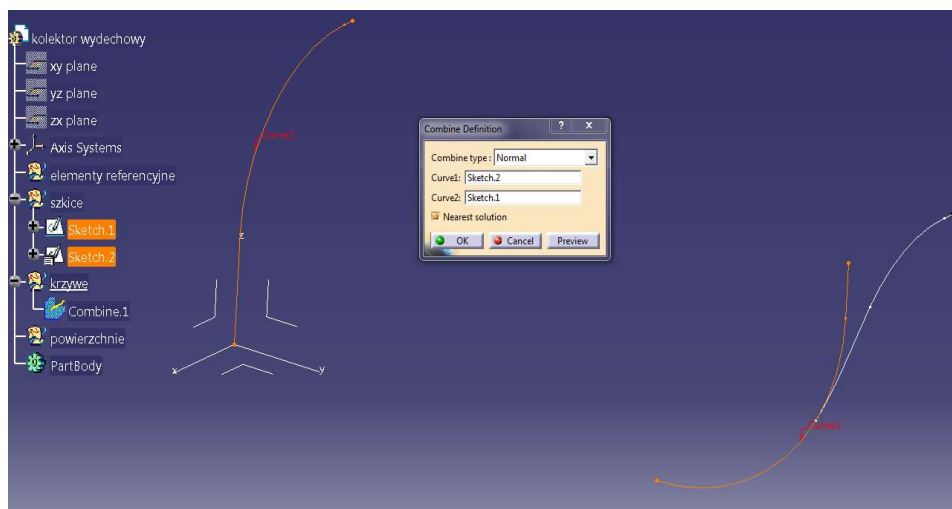 kolektor wydechowy
xy plane
yz plane
zx plane
Axis Systems
elementy referencyjne
szkice
Sketch.1
Sketch.2
krzywe
Combine.1
powierzchnie
PartBody
Curve1
z
x
y
Combine Definition ? x
Combine type : Normal
Curve1: Sketch.2
Curve2: Sketch.1
Nearest solution
OK Cancel Preview
Curve2